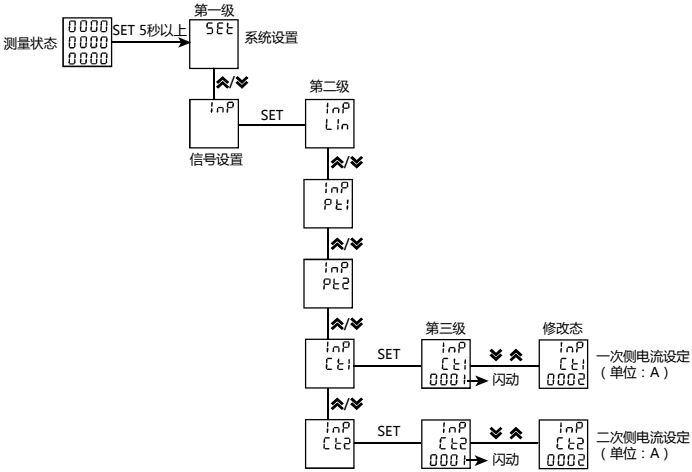 第一级
测量状态
0000
0000
0000
SET 5秒以上
SEt
系统设置
InP
信号设置
SET
第二级
InP
LIn
InP
Pt1
InP
Pt2
InP
Ct1
SET
第三级
InP
Ct1
0001
闪动
修改态
InP
Ct1
0002
一次侧电流设定
(单位:A)
InP
Ct2
SET
InP
Ct2
0001
闪动
InP
Ct2
0002
二次侧电流设定
(单位:A)